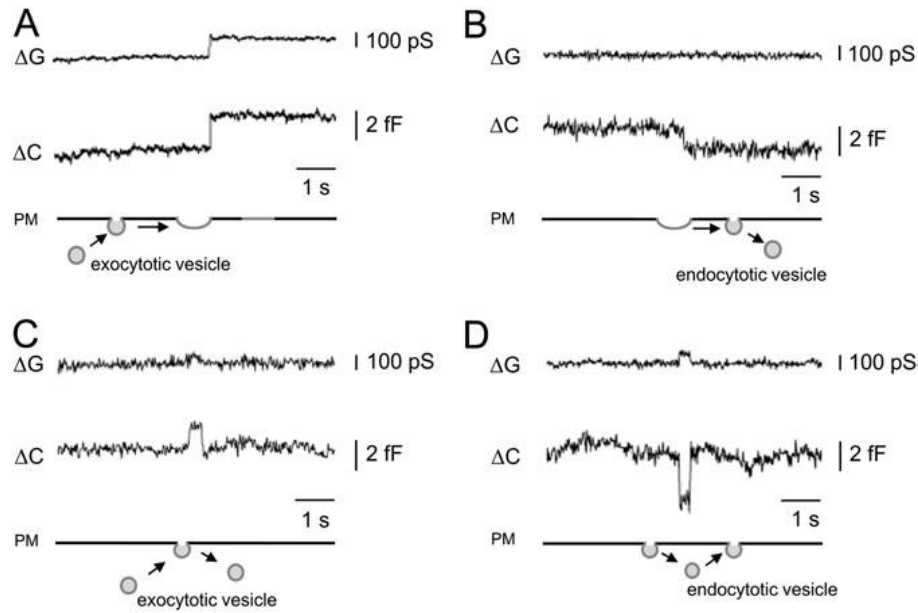 A
ΔG
100 pS
ΔC
2 fF
1 s
PM
exocytotic vesicle
B
ΔG
100 pS
ΔC
2 fF
1 s
PM
endocytotic vesicle
C
ΔG
100 pS
ΔC
2 fF
1 s
PM
exocytotic vesicle
D
ΔG
100 pS
ΔC
2 fF
1 s
PM
endocytotic vesicle